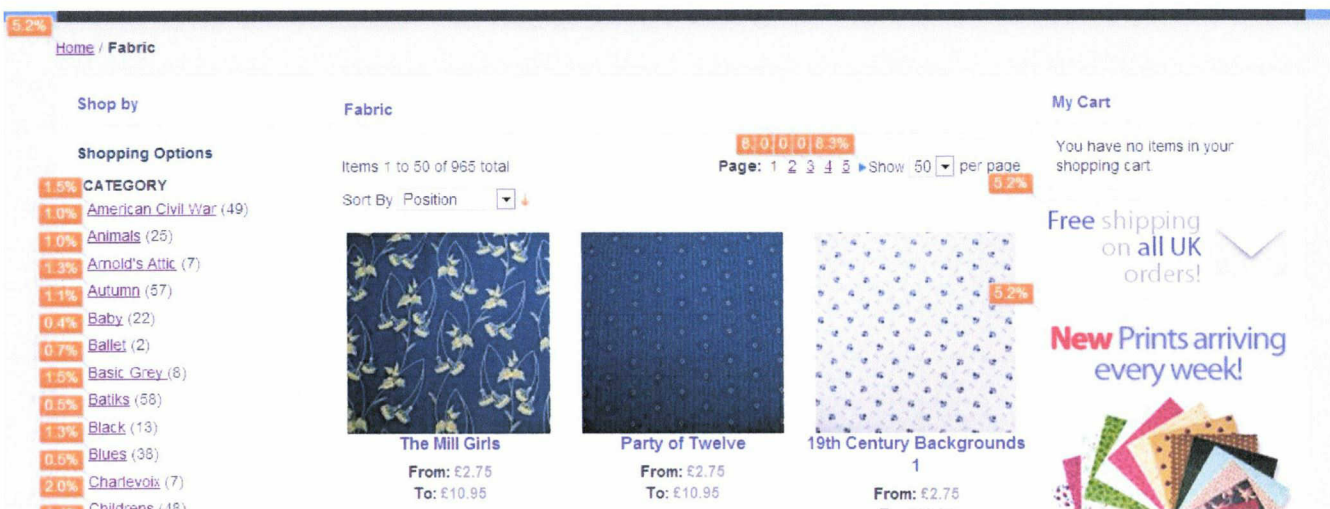 5.2%
Home / Fabric
Shop by
Shopping Options
1.5% CATEGORY
1.0% American Civil War (49)
1.0% Animals (25)
1.3% Arnold's Attic (7)
1.1% Autumn (57)
0.4% Baby (22)
0.7% Ballet (2)
1.5% Basic Grey (8)
0.5% Batiks (58)
1.3% Black (13)
0.5% Blues (38)
2.0% Charlevoix (7)
Childrens (48)
Fabric
8. 0. 0 0 8.3%
Items 1 to 50 of 965 total
Page: 1 2 3 4 5 Show 50 per page
5.2%
Sort By Position
5.2%
The Mill Girls
From: £2.75
To: £10.95
Party of Twelve
From: £2.75
To: £10.95
19th Century Backgrounds
1
From: £2.75
My Cart
You have no items in your
shopping cart.
Free shipping
on all UK
orders!
New Prints arriving
every week!